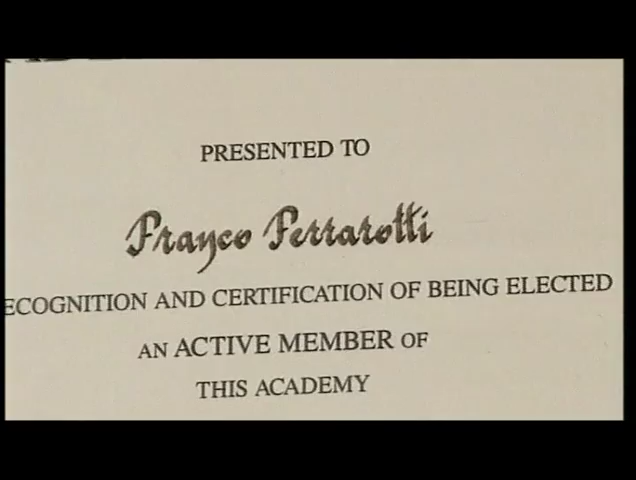 PRESENTED TO
Franco Ferrarotti
ECOGNITION AND CERTIFICATION OF BEING ELECTED
AN ACTIVE MEMBER OF
THIS ACADEMY